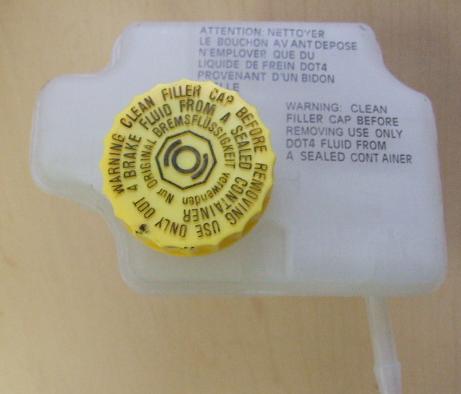 ATTENTION: NETTOYER
LE BOUCHON AVANT DEPOSE
N'EMPLOYER QUE DU
LIQUIDE DE FREIN DOT4
PROVENANT D'UN BIDON
WARNING: CLEAN
FILLER CAP BEFORE
REMOVING USE ONLY
DOT4 FLUID FROM
A SEALED CONTAINER
WARNING CLEAN FILLER CAP BEFORE REMOVING USE ONLY DOT
4 BRAKE FLUID FROM A SEALED CONTAINER
Nur ORIGINAL BREMSFLÜSSIGKEIT verwenden